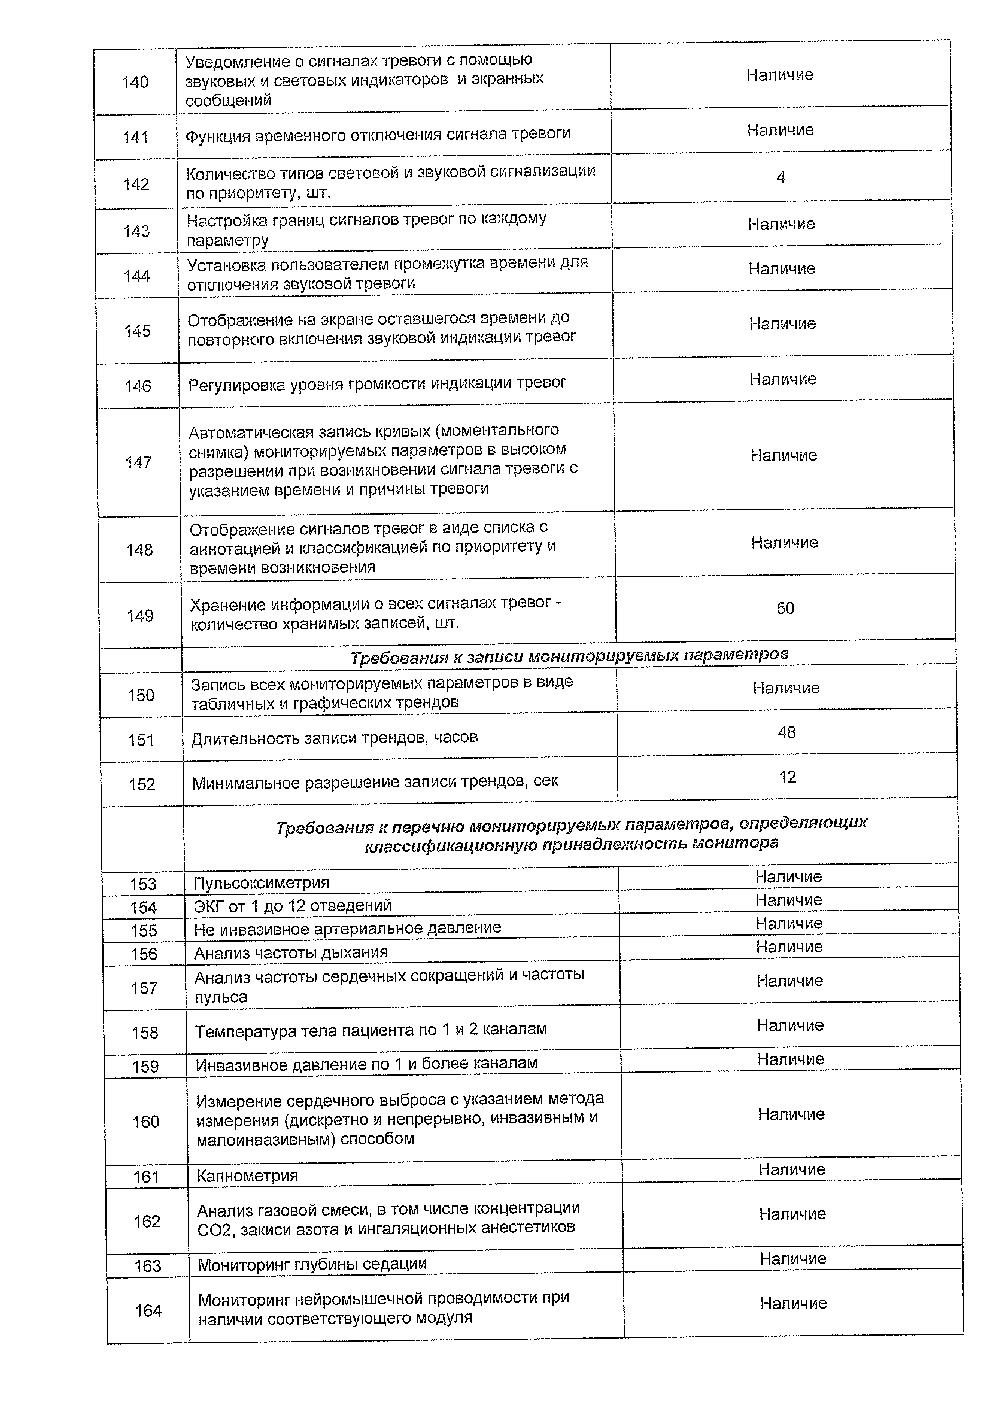 140
Уведомление о сигналах тревоги с помощью
звуковых и световых индикаторов и экранных
сообщений
Наличие
141
Функция временного отключения сигнала тревоги
Наличие
142
Количество типов световой и звуковой сигнализации
по приоритету, шт.
4
143
Настройка границ сигналов тревог по каждому
параметру
Наличие
144
Установка пользователем промежутка времени для
отключения звуковой тревоги
Наличие
145
Отображение на экране оставшегося времени до
повторного включения звуковой индикации тревог
Наличие
146
Регулировка уровня громкости индикации тревог
Наличие
147
Автоматическая запись кривых (моментального
снимка) мониторируемых параметров в высоком
разрешении при возникновении сигнала тревоги с
указанием времени и причины тревоги
Наличие
148
Отображение сигналов тревог в виде списка с
аннотацией и классификацией по приоритету и
времени возникновения
Наличие
149
Хранение информации о всех сигналах тревог -
количество хранимых записей, шт.
50
Требования к записи мониторируемых параметров
150
Запись всех мониторируемых параметров в виде
табличных и графических трендов
Наличие
151
Длительность записи трендов, часов
48
152
Минимальное разрешение записи трендов, сек
12
Требования к перечню мониторируемых параметров, определяющих
классификационную принадлежность монитора
153
Пульсоксиметрия
Наличие
154
ЭКГ от 1 до 12 отведений
Наличие
155
Не инвазивное артериальное давление
Наличие
156
Анализ частоты дыхания
Наличие
157
Анализ частоты сердечных сокращений и частоты
пульса
Наличие
158
Температура тела пациента по 1 и 2 каналам
Наличие
159
Инвазивное давление по 1 и более каналам
Наличие
160
Измерение сердечного выброса с указанием метода
измерения (дискретно и непрерывно, инвазивным и
малоинвазивным) способом
Наличие
161
Капнометрия
Наличие
162
Анализ газовой смеси, в том числе концентрации
СО2, закиси азота и ингаляционных анестетиков
Наличие
163
Мониторинг глубины седации
Наличие
164
Мониторинг нейромышечной проводимости при
наличии соответствующего модуля
Наличие